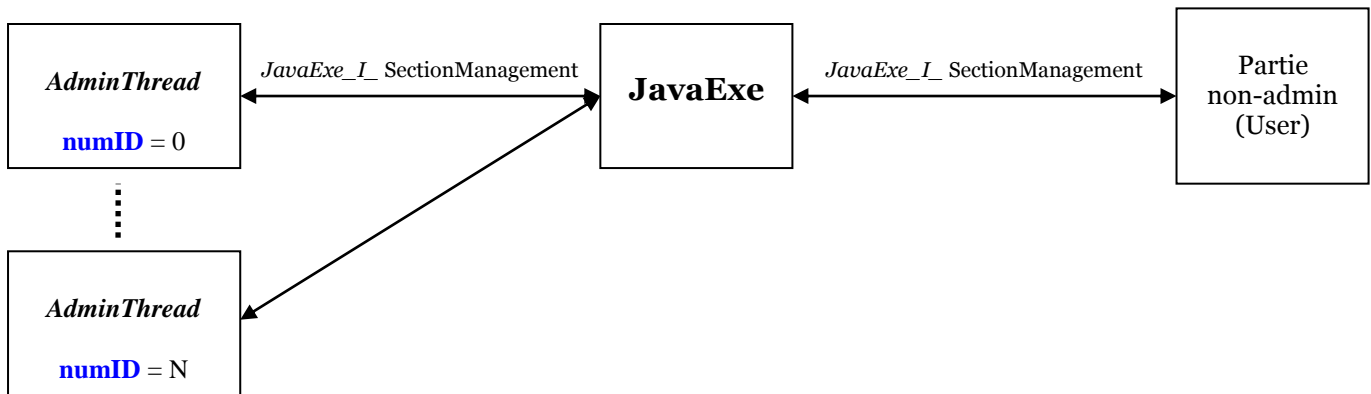 AdminThread
numID = 0
JavaExe_I_ SectionManagement
JavaExe
JavaExe_I_ SectionManagement
Partie
non-admin
(User)
AdminThread
numID = N